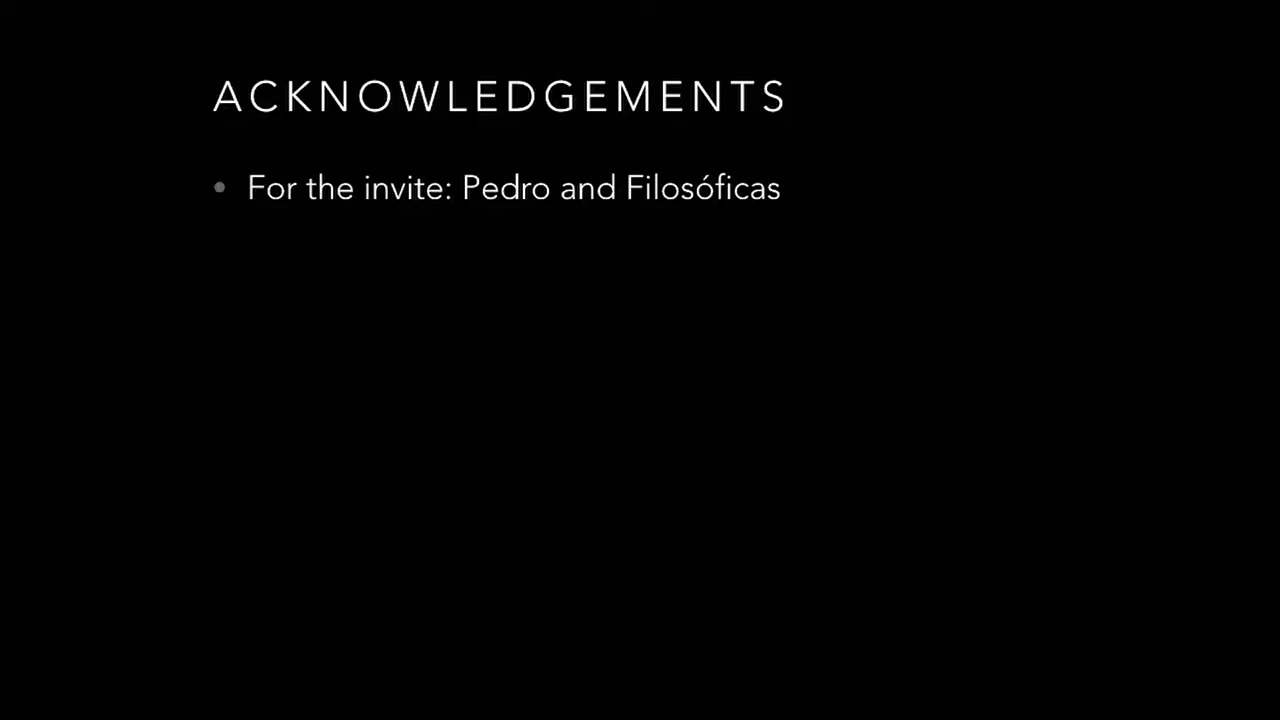 ACKNOWLEDGEMENTS
• For the invite: Pedro and Filosóficas